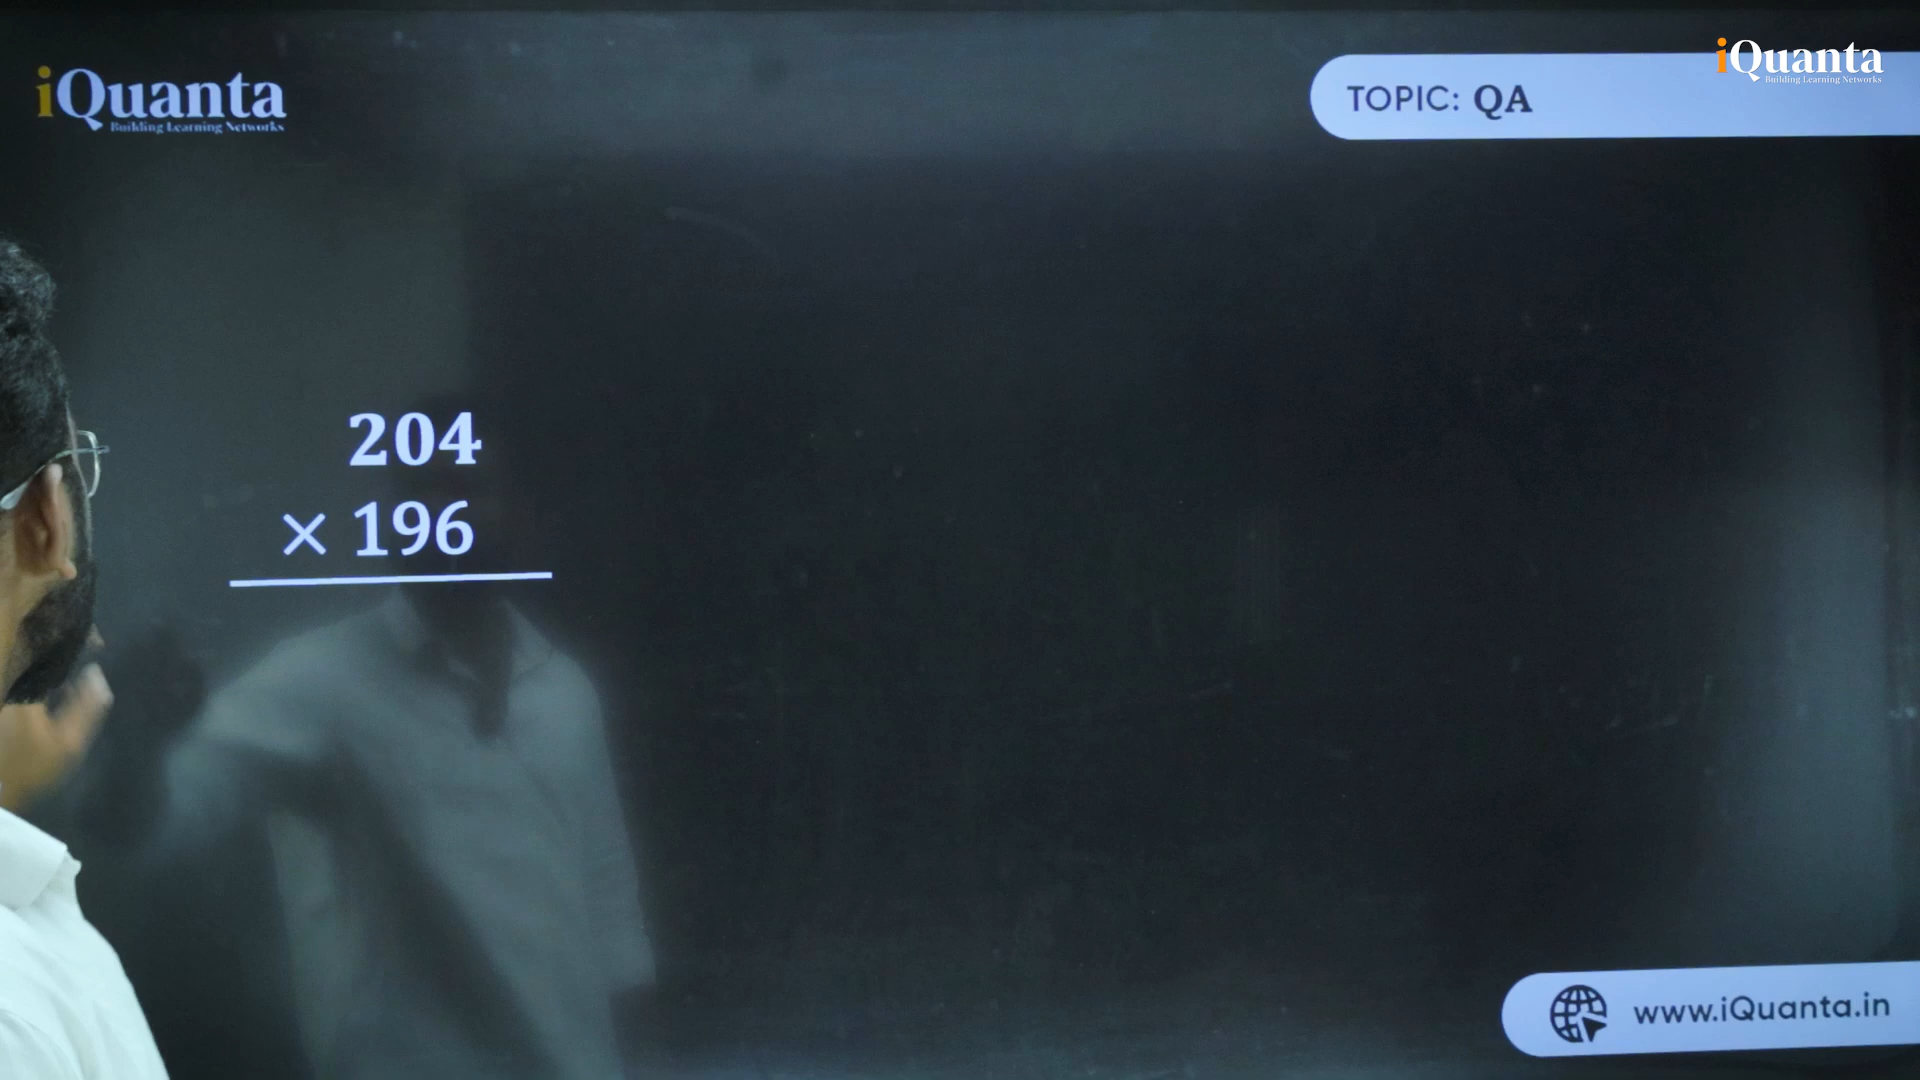 iQuanta
Building Learning Networks
TOPIC: QA
iQuanta
Building Learning Networks
204
× 196
www.iQuanta.in